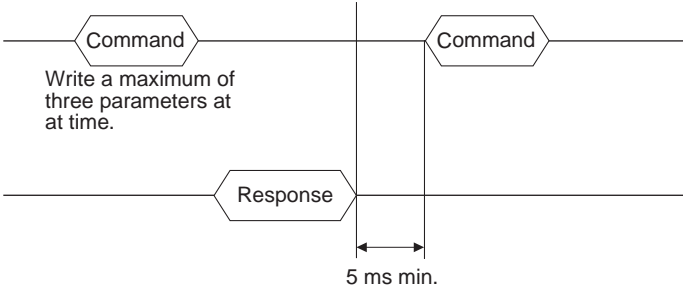 Command
Command
Write a maximum of
three parameters at
at time.
Response
5 ms min.